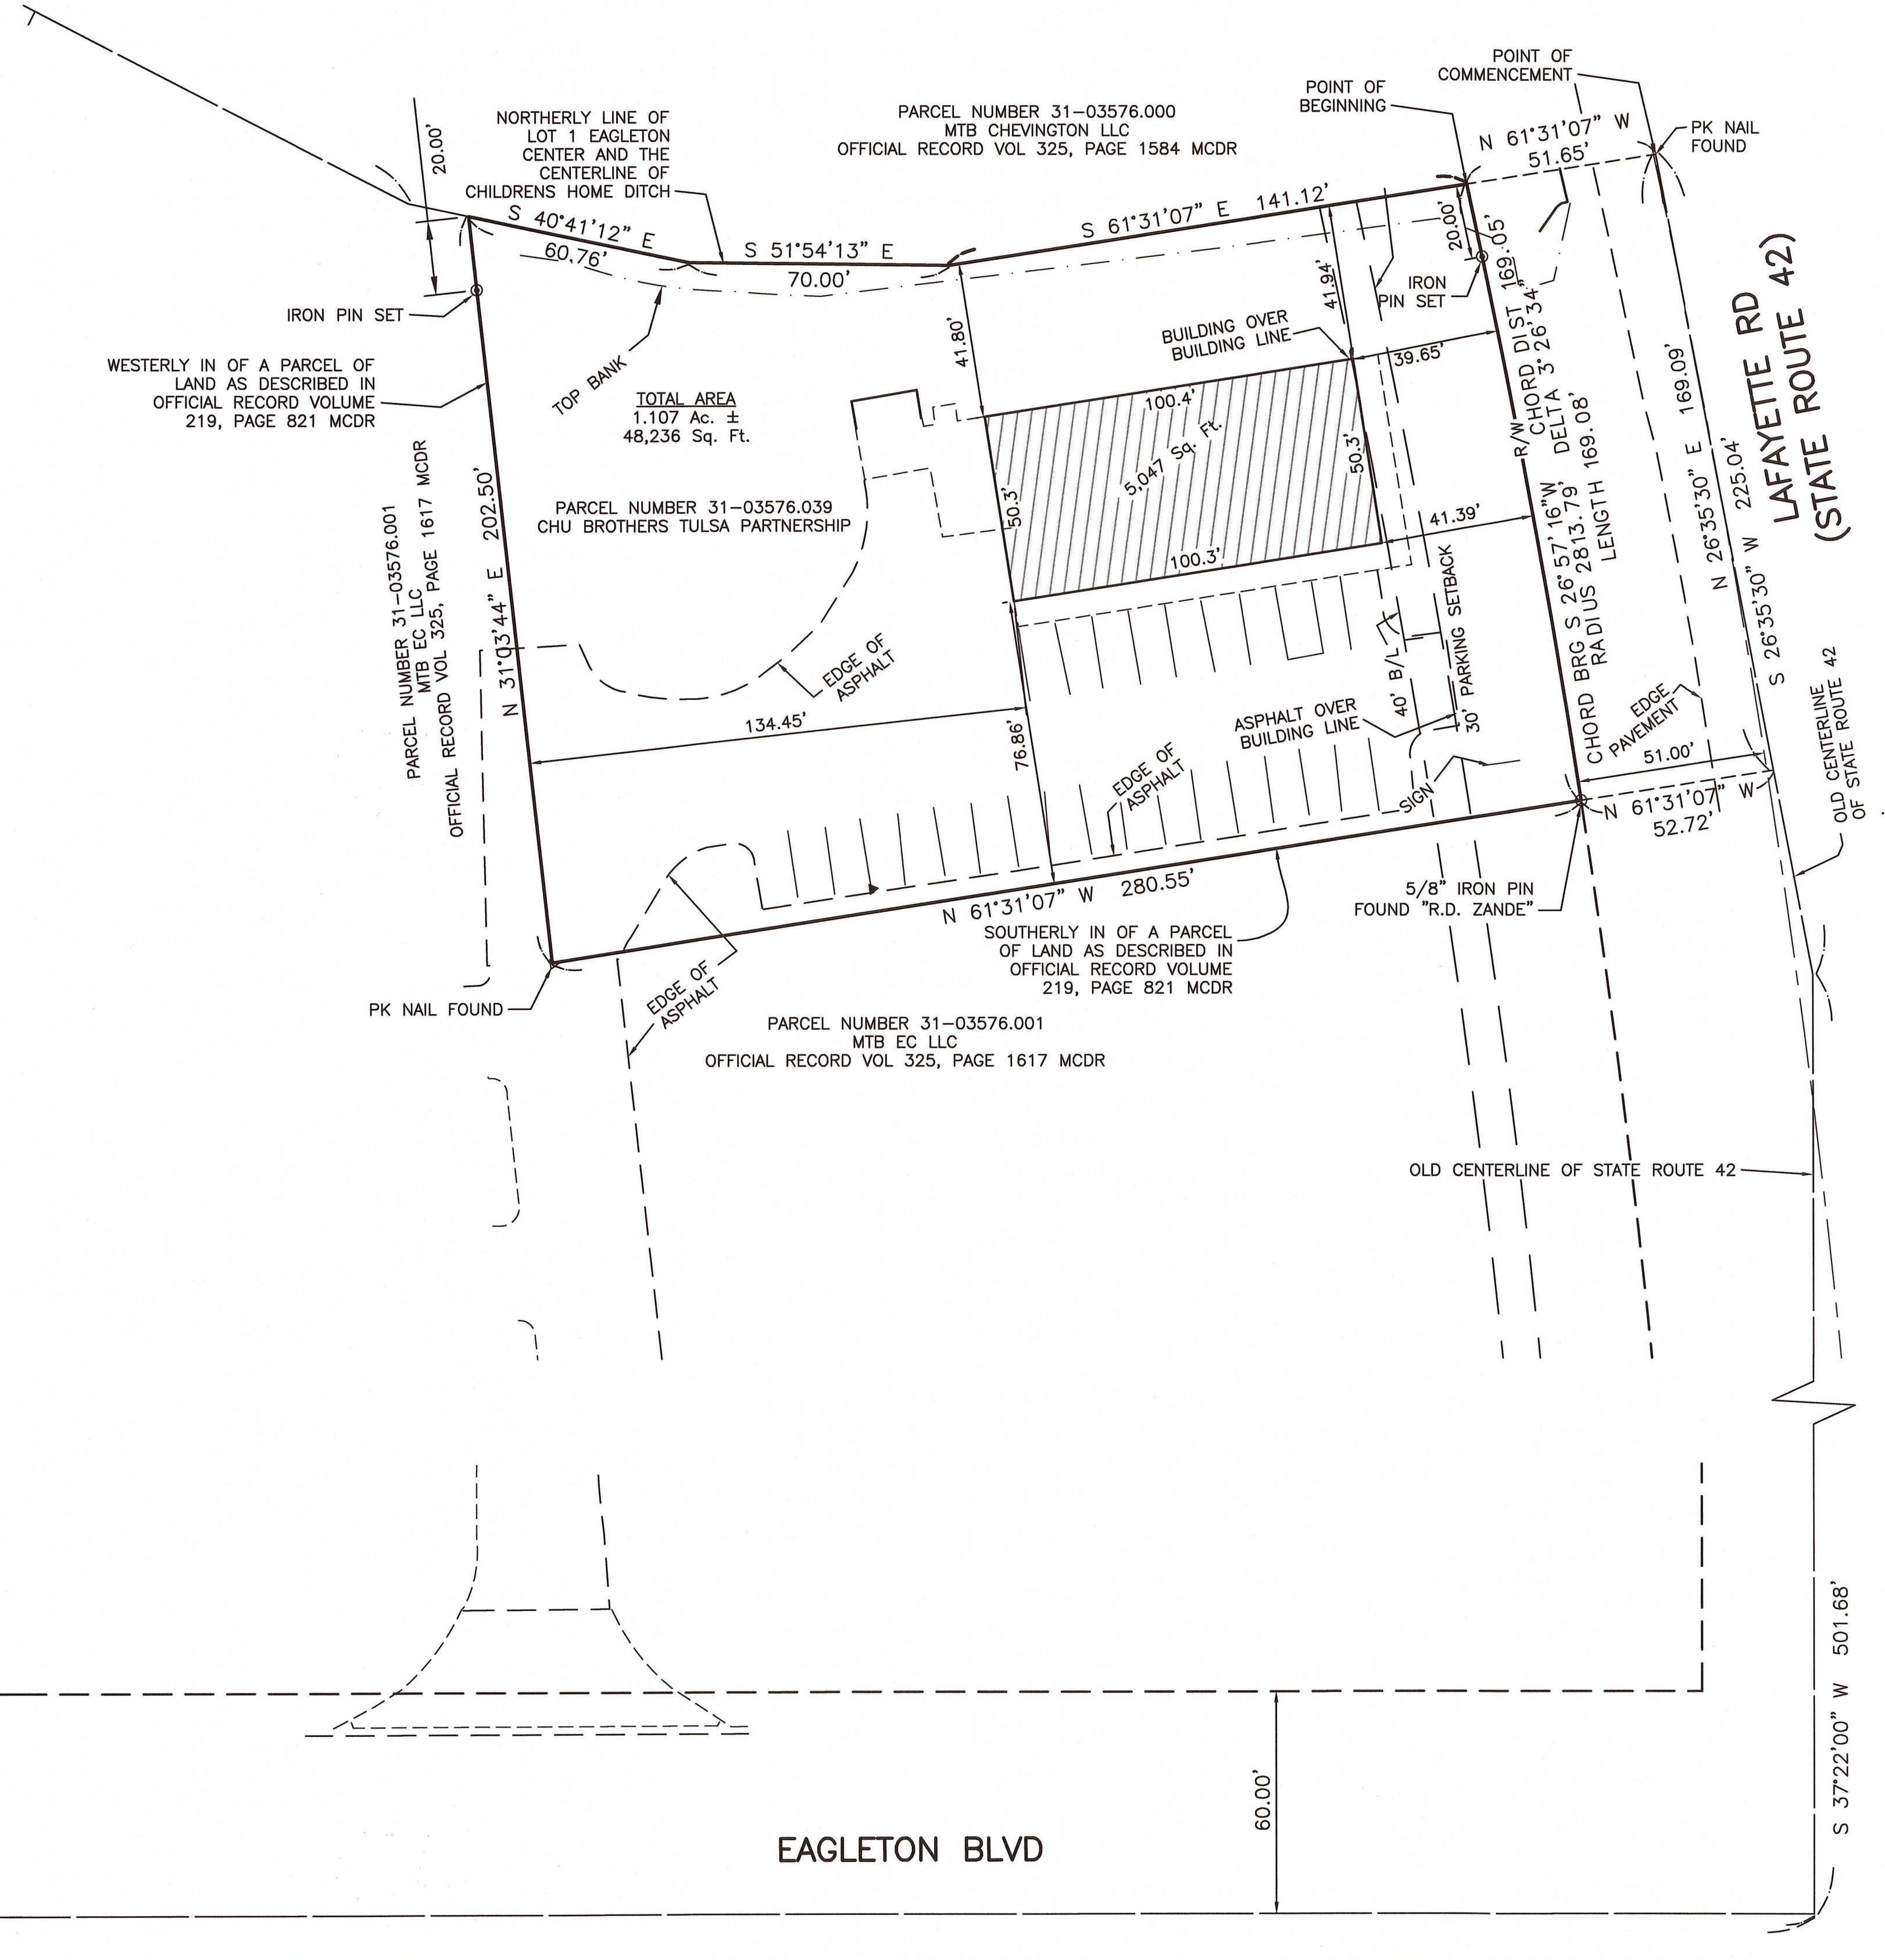 POINT OF
COMMENCEMENT
POINT OF
BEGINNING
N 61°31'07" W
51.65'
PK NAIL
FOUND
20.00'
NORTHERLY LINE OF
LOT 1 EAGLETON
CENTER AND THE
CENTERLINE OF
CHILDRENS HOME DITCH
PARCEL NUMBER 31-03576.000
MTB CHEVINGTON LLC
OFFICIAL RECORD VOL 325, PAGE 1584 MCDR
S 40°41'12" E
60.76'
S 51°54'13" E
70.00'
S 61°31'07" E 141.12'
20.00'
IRON PIN SET
IRON
PIN SET
WESTERLY IN OF A PARCEL OF
LAND AS DESCRIBED IN
OFFICIAL RECORD VOLUME
219, PAGE 821 MCDR
TOP BANK
TOTAL AREA
1.107 Ac. ±
48,236 Sq. Ft.
41.80'
41.94'
BUILDING OVER
BUILDING LINE
39.65'
100.4'
5,047 Sq. Ft.
50.3'
50.3'
100.3'
41.39'
PARCEL NUMBER 31-03576.039
CHU BROTHERS TULSA PARTNERSHIP
PARCEL NUMBER 31-03576.001
MTB EC LLC
OFFICIAL RECORD VOL 325, PAGE 1617 MCDR
N 31°03'44" E 202.50'
R/W
CHORD BRG S 26°57'16"W CHORD DIST 169.05'
RADIUS 2813.79' DELTA 3°26'34"
LENGTH 169.08'
N 26°35'30" E 169.09'
S 26°35'30" W 225.04'
LAFAYETTE RD
(STATE ROUTE 42)
EDGE OF
ASPHALT
134.45'
76.86'
40' B/L
30' PARKING SETBACK
ASPHALT OVER
BUILDING LINE
EDGE OF
ASPHALT
SIGN
EDGE
PAVEMENT
51.00'
N 61°31'07" W
52.72'
OLD CENTERLINE
OF STATE ROUTE 42
5/8" IRON PIN
FOUND "R.D. ZANDE"
N 61°31'07" W 280.55'
SOUTHERLY IN OF A PARCEL
OF LAND AS DESCRIBED IN
OFFICIAL RECORD VOLUME
219, PAGE 821 MCDR
EDGE OF
ASPHALT
PK NAIL FOUND
PARCEL NUMBER 31-03576.001
MTB EC LLC
OFFICIAL RECORD VOL 325, PAGE 1617 MCDR
OLD CENTERLINE OF STATE ROUTE 42
S 37°22'00" W 501.68'
60.00'
EAGLETON BLVD